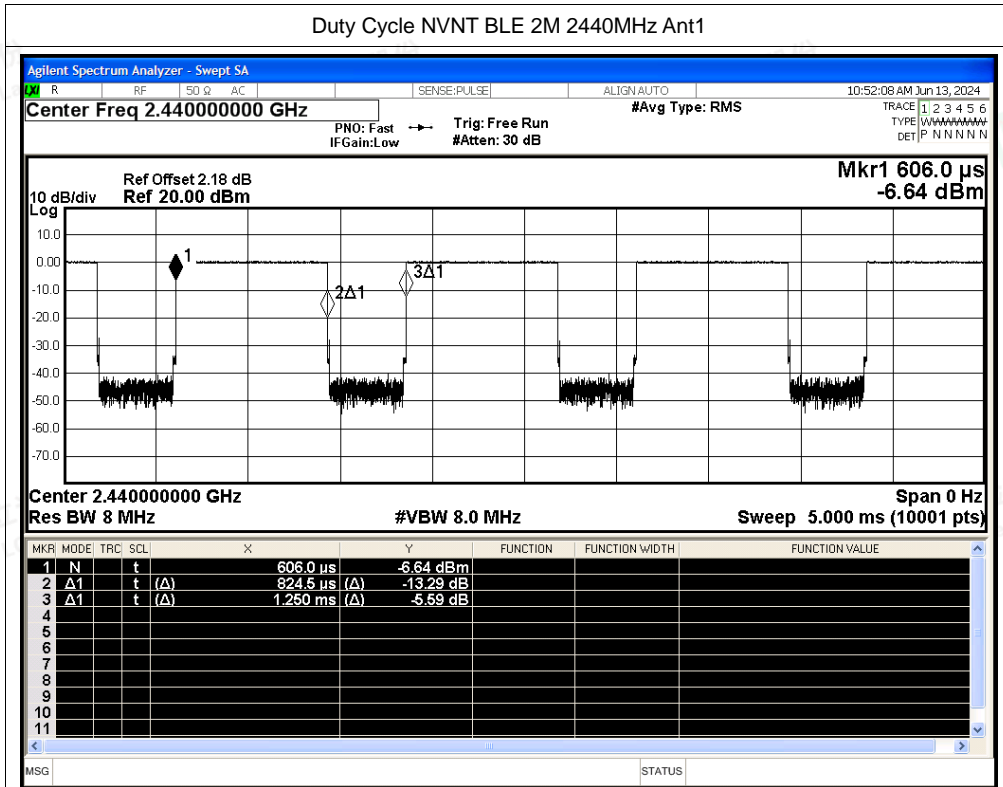 Duty Cycle NVNT BLE 2M 2440MHz Ant1
Agilent Spectrum Analyzer - Swept SA
LXI R RF 50 Ω AC SENSE:PULSE ALIGN AUTO 10:52:08 AM Jun 13, 2024
Center Freq 2.440000000 GHz #Avg Type: RMS TRACE 1 2 3 4 5 6
PNO: Fast Trig: Free Run TYPE WWWWWW
IFGain:Low #Atten: 30 dB DET P N N N N N
Mkr1 606.0 µs
Ref Offset 2.18 dB
10 dB/div Ref 20.00 dBm -6.64 dBm
Log
10.0
0.00 1
3Δ1
-10.0 2Δ1
-20.0
-30.0
-40.0
-50.0
-60.0
-70.0
Center 2.440000000 GHz Span 0 Hz
Res BW 8 MHz #VBW 8.0 MHz Sweep 5.000 ms (10001 pts)
MKR MODE TRC SCL X Y FUNCTION FUNCTION WIDTH FUNCTION VALUE
1 N t 606.0 µs -6.64 dBm
2 Δ1 t (Δ) 824.5 µs (Δ) -13.29 dB
3 Δ1 t (Δ) 1.250 ms (Δ) -5.59 dB
4
5
6
7
8
9
10
11
MSG STATUS